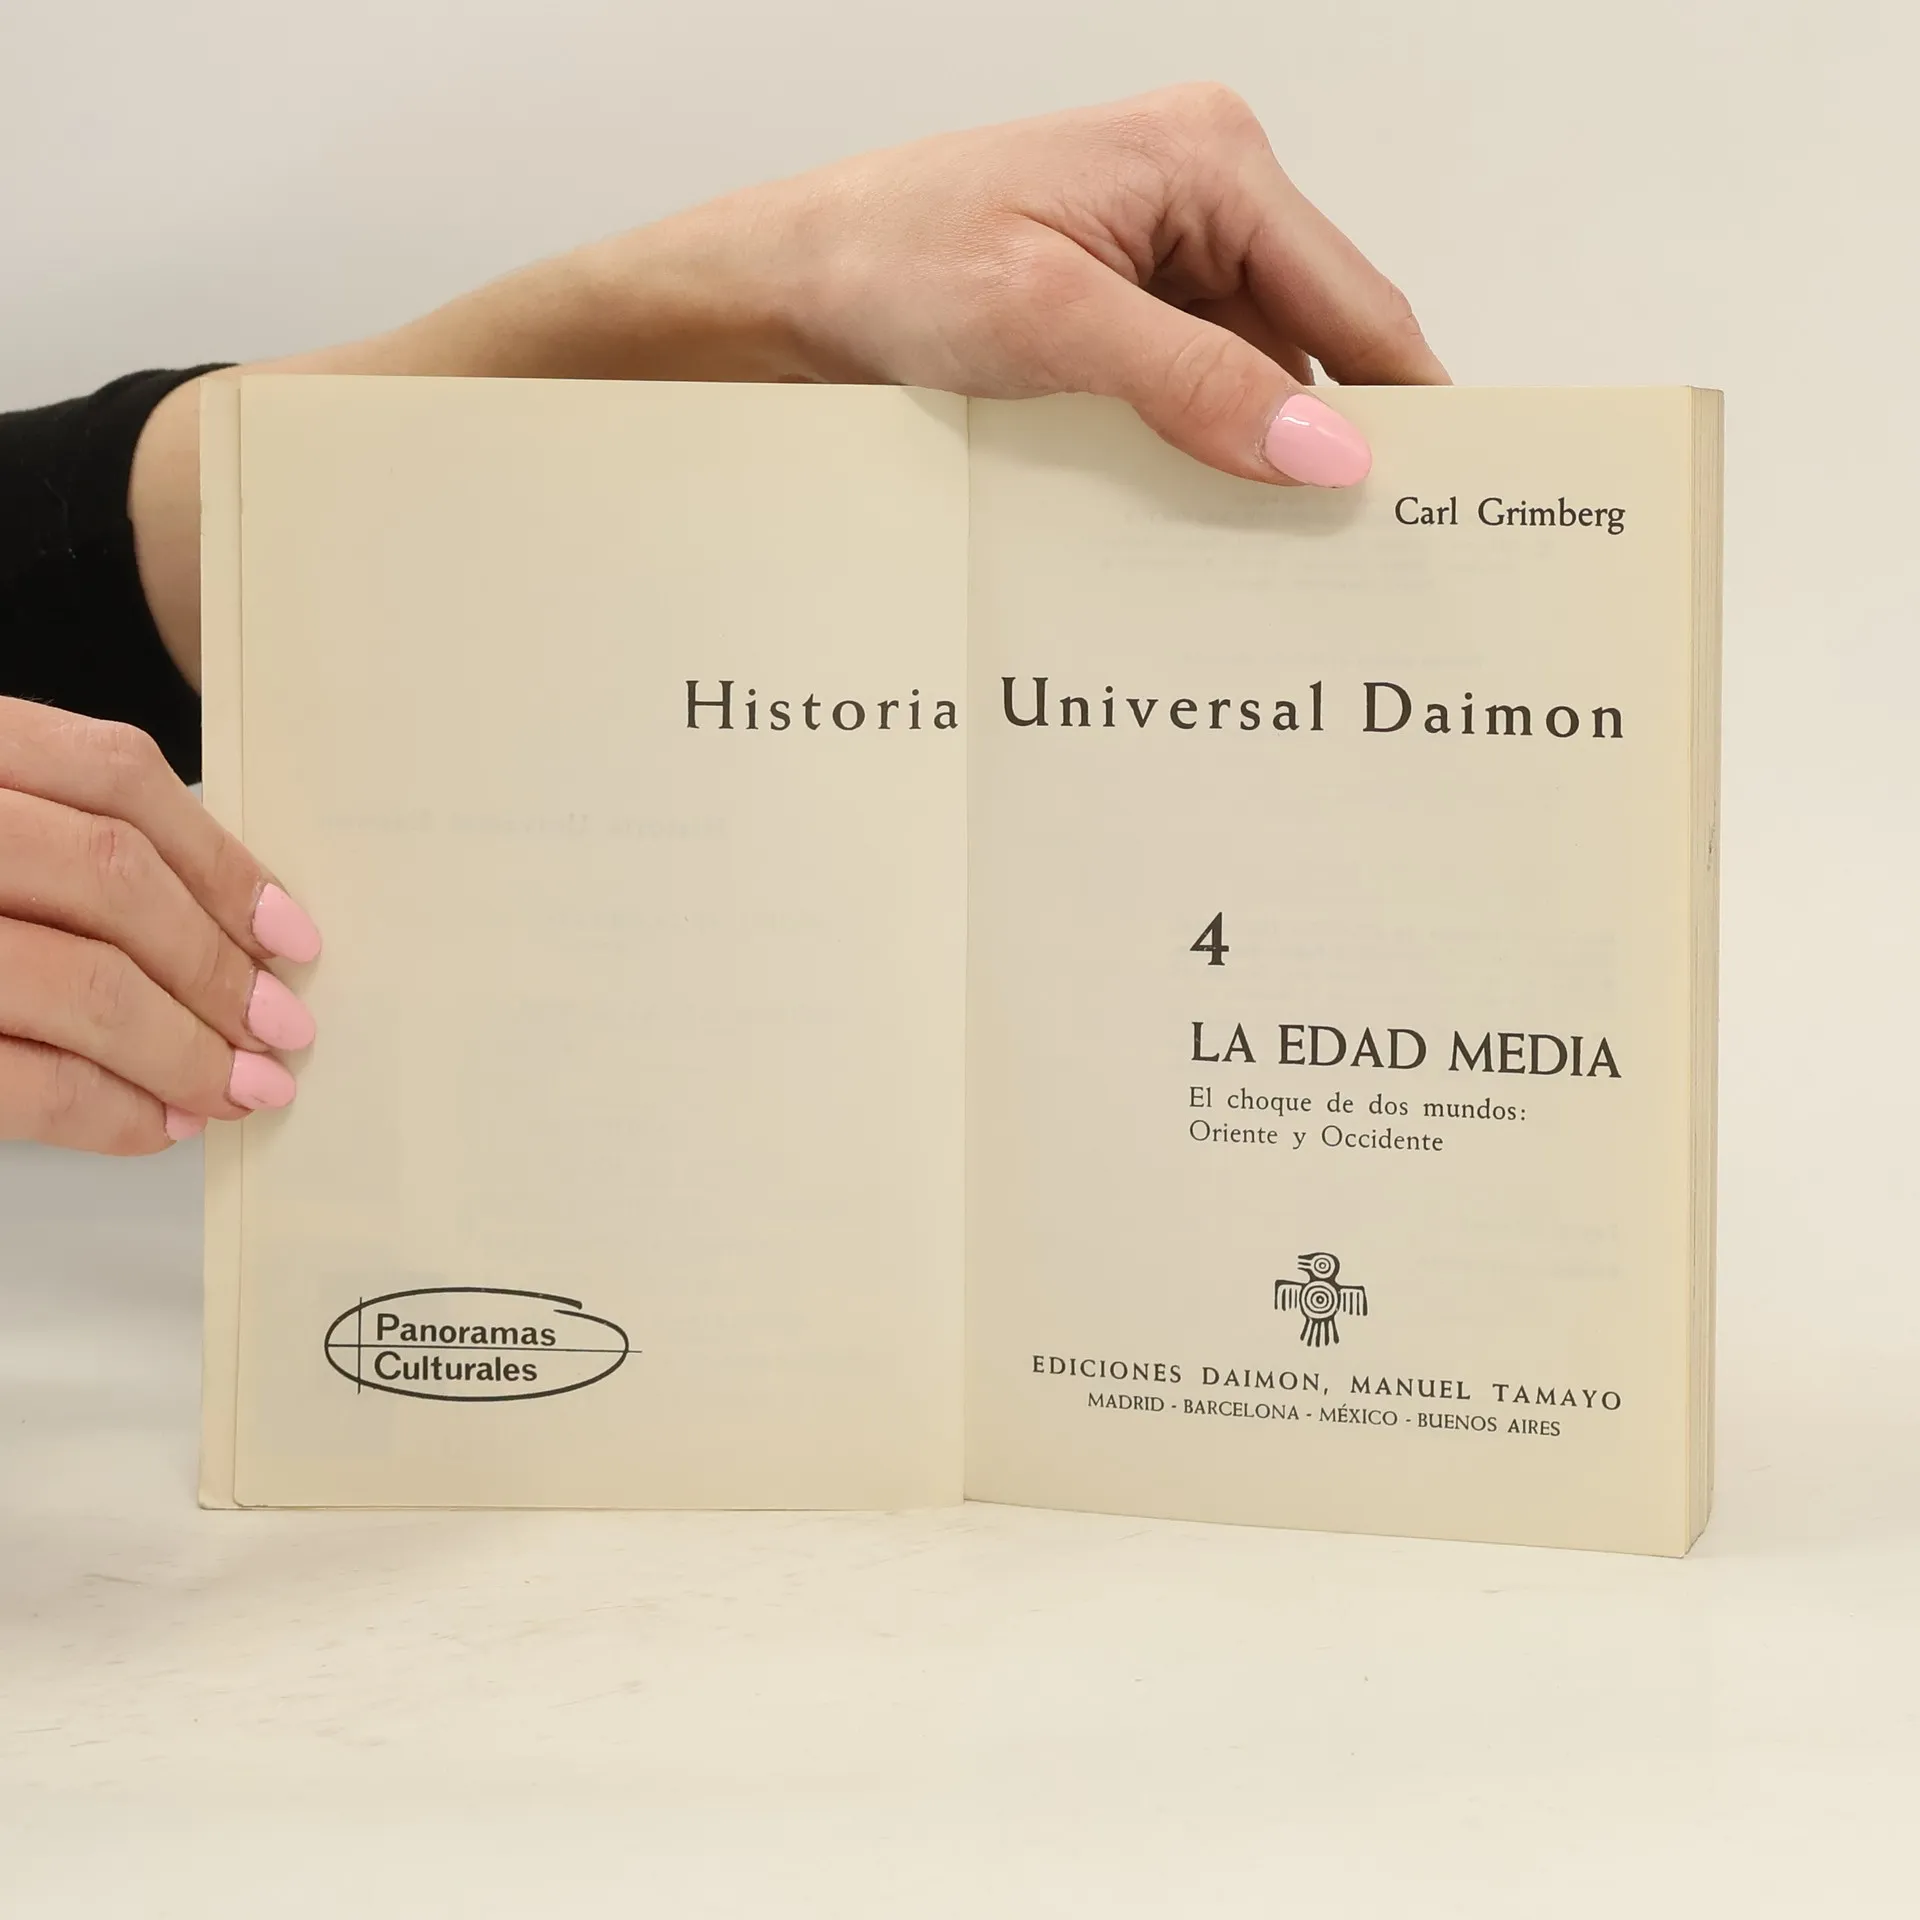 Carl Grimberg
Historia Universal Daimon
4
LA EDAD MEDIA
El choque de dos mundos:
Oriente y Occidente
Panoramas
Culturales
EDICIONES DAIMON, MANUEL TAMAYO
MADRID - BARCELONA - MÉXICO - BUENOS AIRES